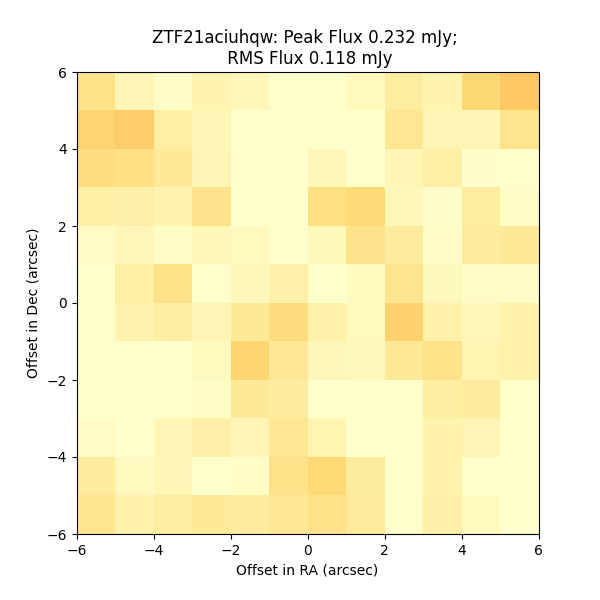 ZTF21aciuhqw: Peak Flux 0.232 mJy;
RMS Flux 0.118 mJy
6
4
2
0
−2
−4
−6
Offset in Dec (arcsec)
−6 −4 −2 0 2 4 6
Offset in RA (arcsec)